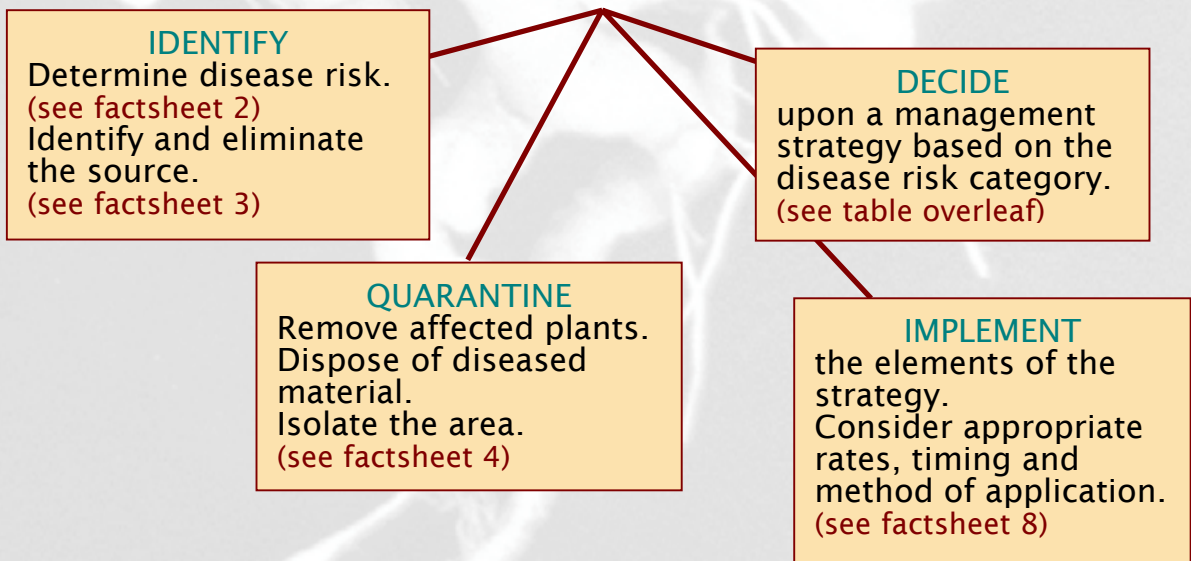 IDENTIFY
Determine disease risk.
(see factsheet 2)
Identify and eliminate
the source.
(see factsheet 3)
QUARANTINE
Remove affected plants.
Dispose of diseased
material.
Isolate the area.
(see factsheet 4)
DECIDE
upon a management
strategy based on the
disease risk category.
(see table overleaf)
IMPLEMENT
the elements of the
strategy.
Consider appropriate
rates, timing and
method of application.
(see factsheet 8)